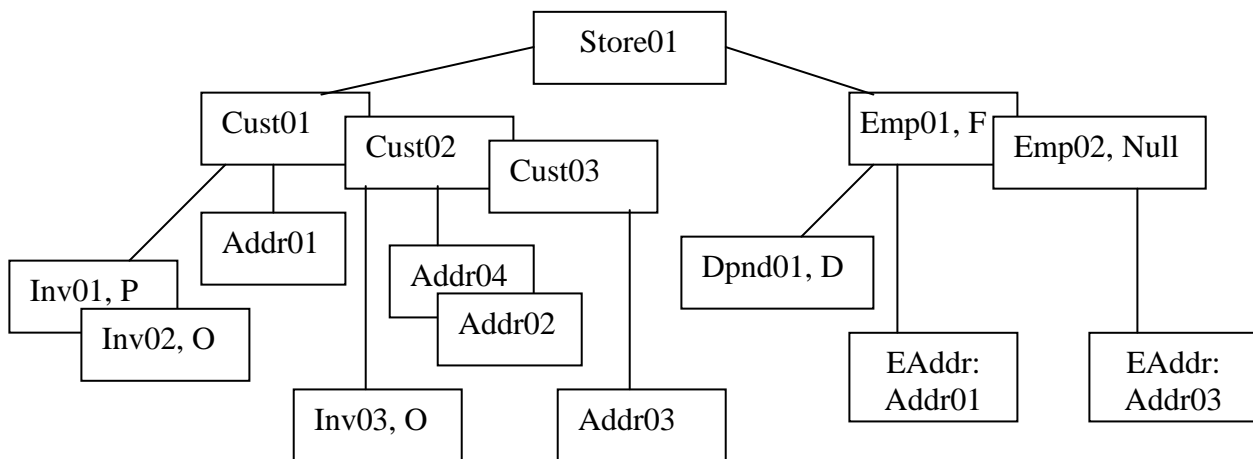 Store01
Cust01
Cust02
Cust03
Emp01, F
Emp02, Null
Addr01
Inv01, P
Inv02, O
Addr04
Addr02
Dpnd01, D
Inv03, O
Addr03
EAddr:
Addr01
EAddr:
Addr03